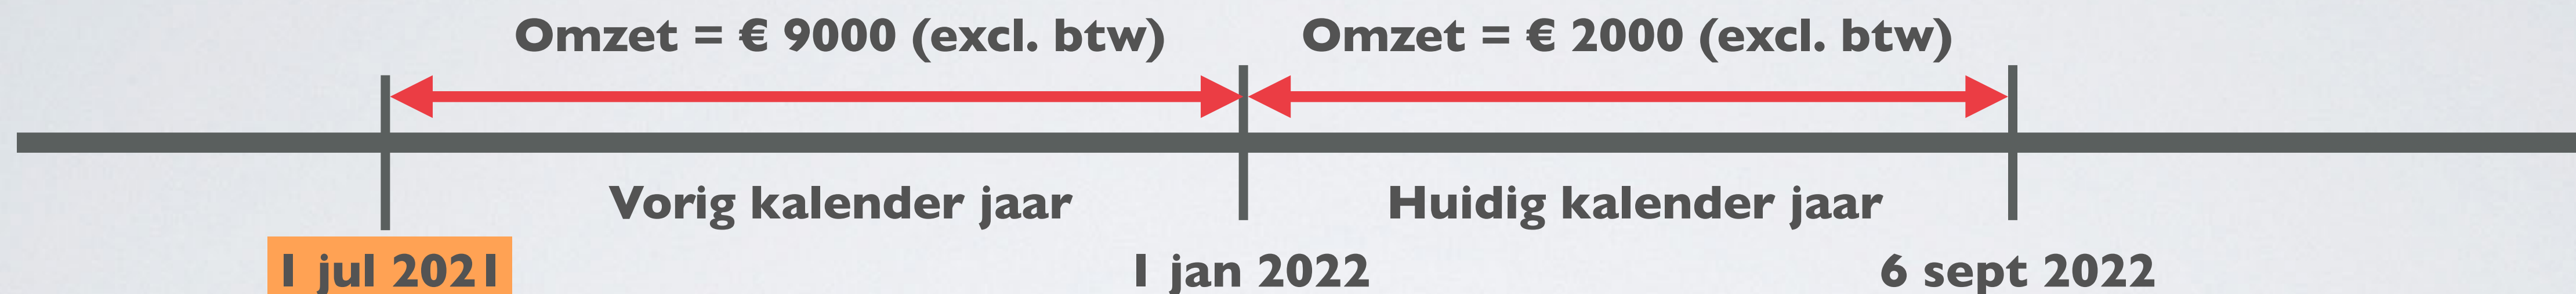 Omzet = € 9000 (excl. btw)
Omzet = € 2000 (excl. btw)
Vorig kalender jaar
Huidig kalender jaar
1 jul 2021
1 jan 2022
6 sept 2022